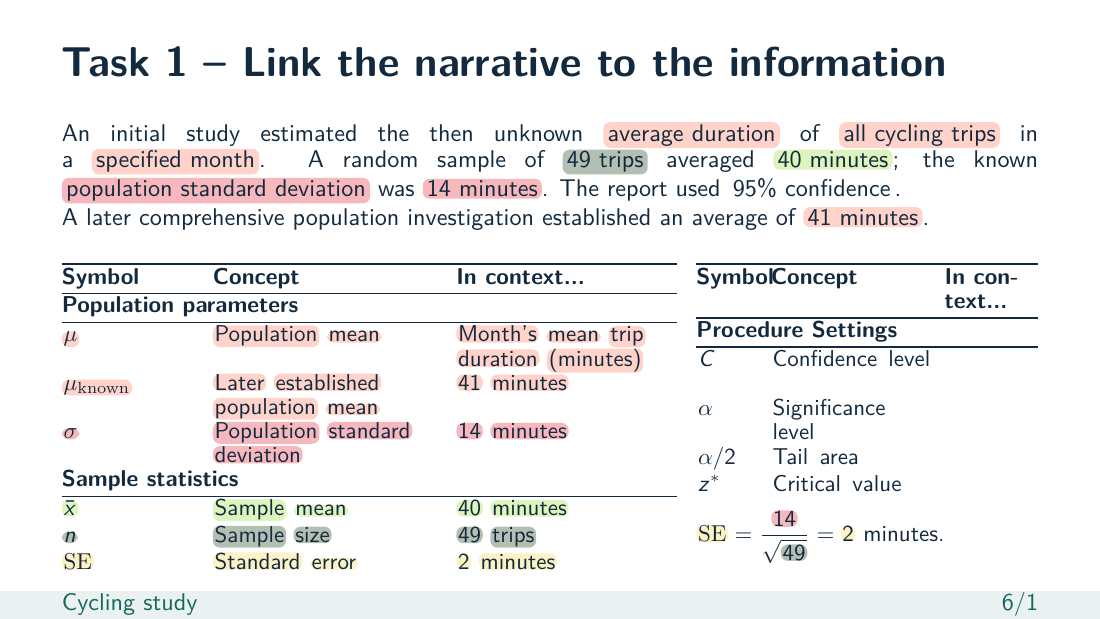 Task 1 – Link the narrative to the information
An initial study estimated the then unknown average duration of all cycling trips in
a specified month. A random sample of 49 trips averaged 40 minutes; the known
population standard deviation was 14 minutes. The report used 95% confidence.
A later comprehensive population investigation established an average of 41 minutes.
Symbol Concept In context...
Population parameters
μ Population mean Month's mean trip
duration (minutes)
μknown Later established 41 minutes
population mean
σ Population standard 14 minutes
deviation
Sample statistics
x̄ Sample mean 40 minutes
n Sample size 49 trips
SE Standard error 2 minutes
Symbol Concept In con-
text...
Procedure Settings
C Confidence level
α Significance
level
α/2 Tail area
z* Critical value
SE = 14/√49 = 2 minutes.
Cycling study 6/1